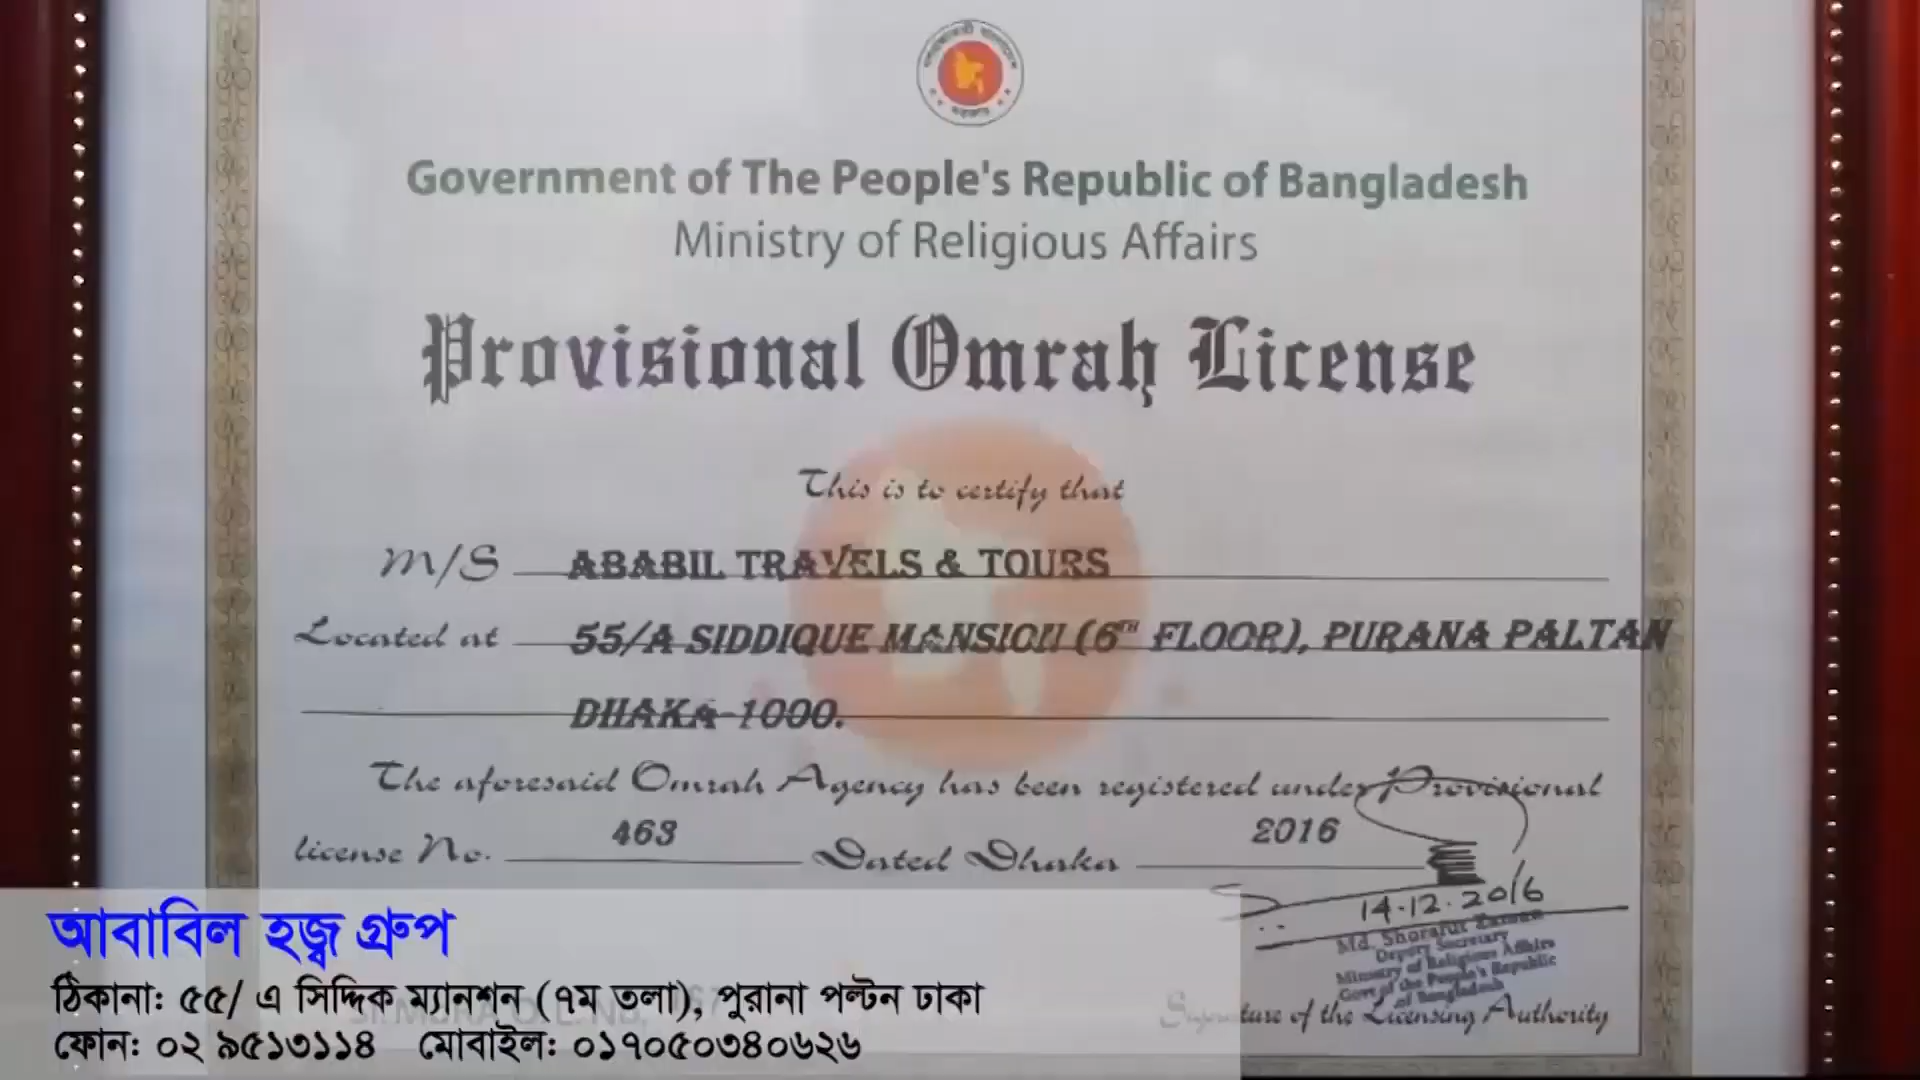 Government of The People's Republic of Bangladesh
Ministry of Religious Affairs
Provisional Omrah License
This is to certify that
M/S ABABIL TRAVELS & TOURS
Located at 55/A SIDDIQUE MANSION (6TH FLOOR), PURANA PALTAN
DHAKA-1000.
The aforesaid Omrah Agency has been registered under Provisional
license No. 463 Dated Dhaka 2016
14.12.2016
Md. Shorafut Zaman
Deputy Secretary
Ministry of Religious Affairs
Govt of the People's Republic
of Bangladesh
Signature of the Licensing Authority
আবাবিল হজ্ব গ্রুপ
ঠিকানা: ৫৫/ এ সিদ্দিক ম্যানশন (৭ম তলা), পুরানা পল্টন ঢাকা
ফোন: ০২ ৯৫১৩১১৪ মোবাইল: ০১৭০৫০৩৪০৬২৬